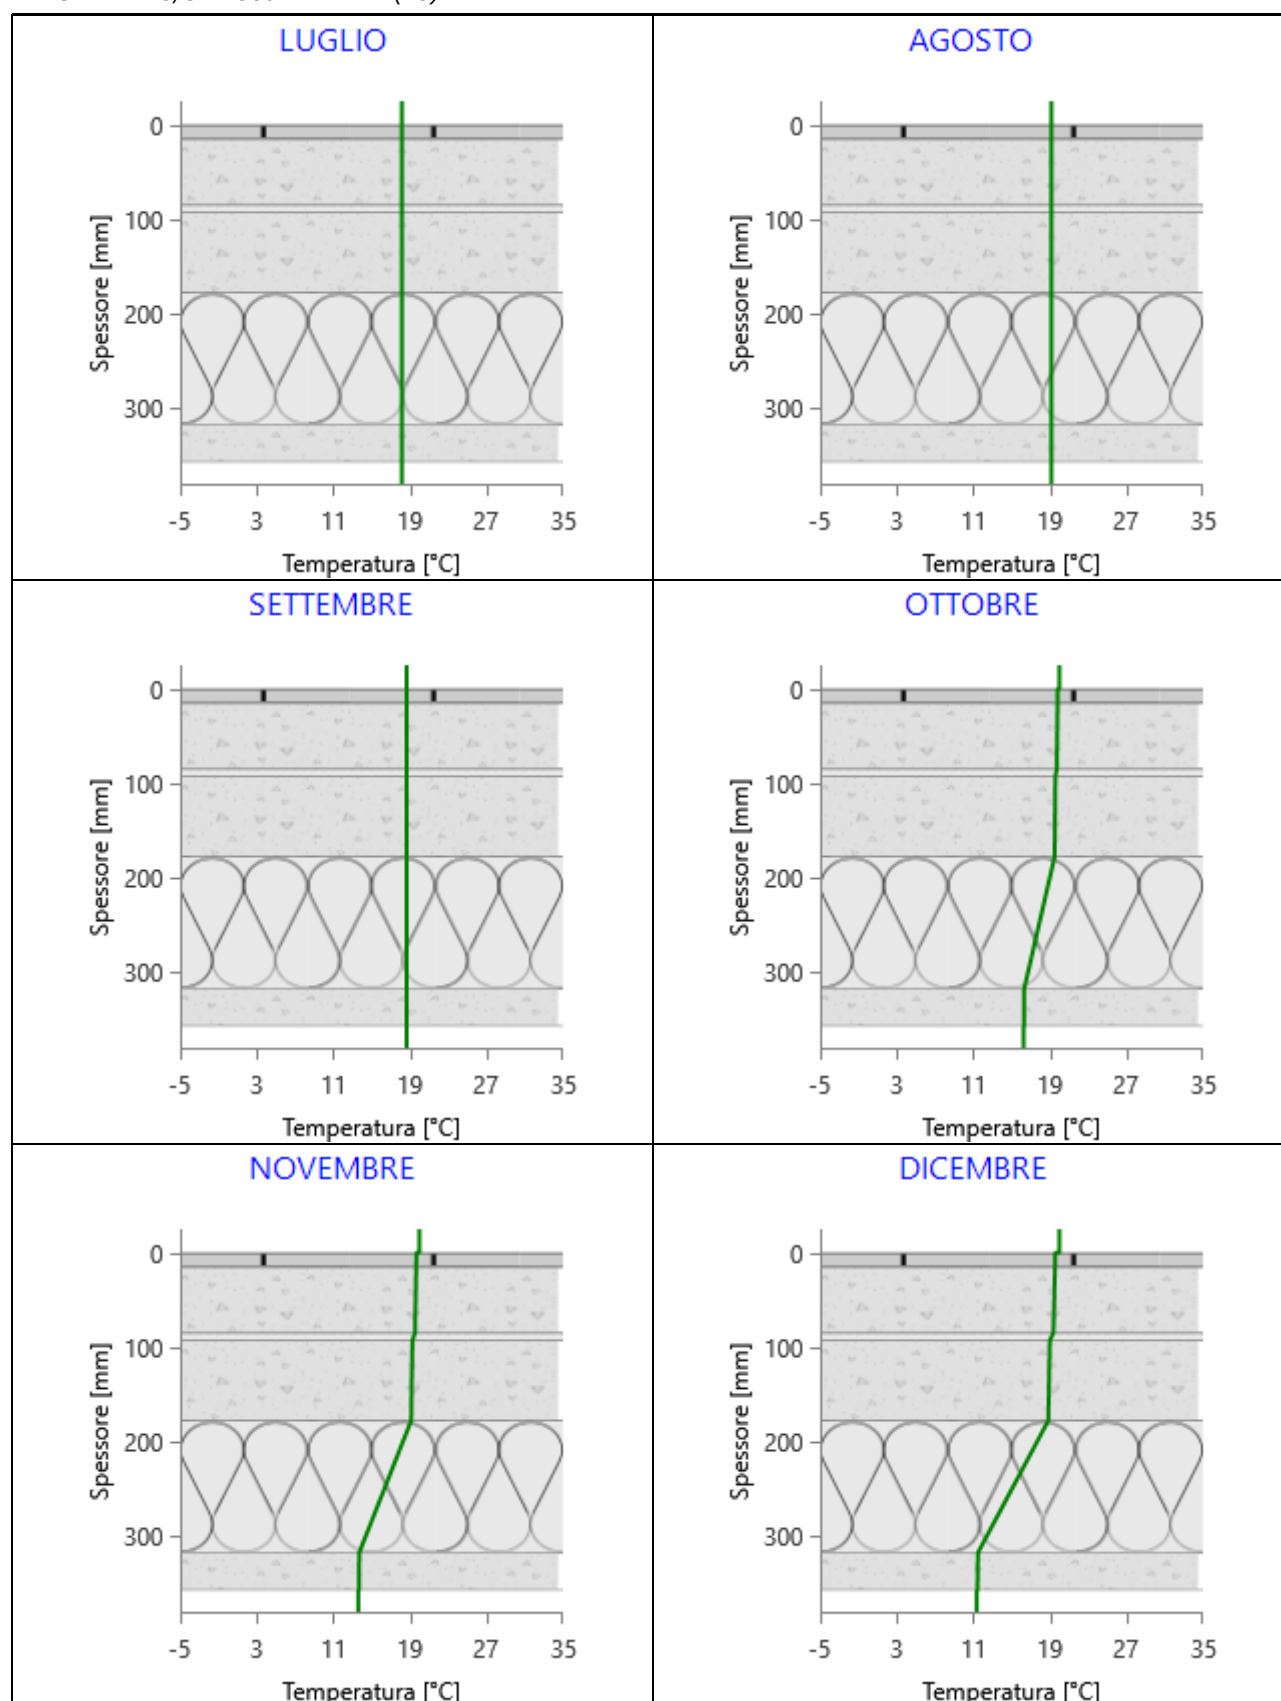 LUGLIO
0
100
200
300
Spessore [mm]
-5 3 11 19 27 35
Temperatura [°C]
AGOSTO
0
100
200
300
Spessore [mm]
-5 3 11 19 27 35
Temperatura [°C]
SETTEMBRE
0
100
200
300
Spessore [mm]
-5 3 11 19 27 35
Temperatura [°C]
OTTOBRE
0
100
200
300
Spessore [mm]
-5 3 11 19 27 35
Temperatura [°C]
NOVEMBRE
0
100
200
300
Spessore [mm]
-5 3 11 19 27 35
Temperatura [°C]
DICEMBRE
0
100
200
300
Spessore [mm]
-5 3 11 19 27 35
Temperatura [°C]